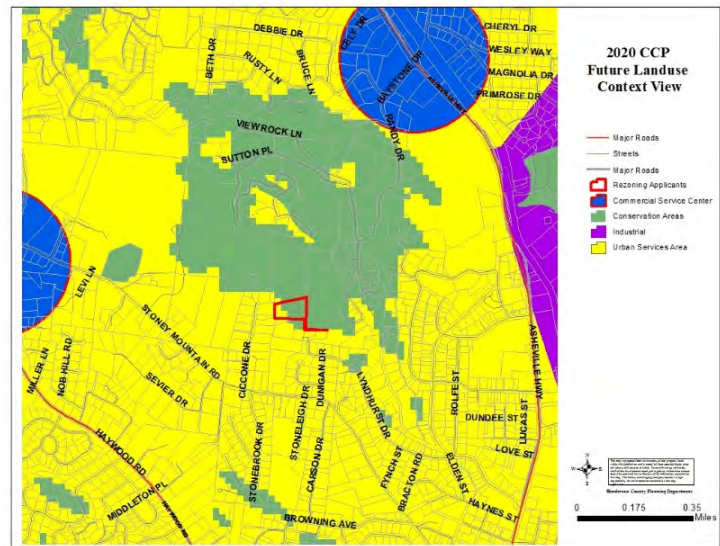 2020 CCP
Future Landuse
Context View
Major Roads
Streets
Major Roads
Rezoning Applicants
Commercial Service Center
Conservation Areas
Industrial
Urban Services Area
DEBBIE DR
CELY DR
CHERYL DR
WESLEY WAY
MAGNOLIA DR
PRIMROSE DR
BETH DR
RUSTY LN
BRUCE LN
BAYSTONE DR
RANDY DR
VIEWROCK LN
SUTTON PL
LEVI LN
STONEY MOUNTAIN RD
MILLER LN
NOB HILL RD
SEVIER DR
CICCONE DR
DUNIGAN DR
STONELEIGH DR
CARSON DR
STONEBROOK DR
LYNDHURST DR
ROLFE ST
DUNDEE ST
LUCAS ST
LOVE ST
ASHEVILLE HWY
FYNCH ST
BRACTON RD
ELDEN ST
HAYNES ST
HAYWOOD RD
HAYWOOD RD
MIDDLETON PL
BROWNING AVE
W
E
Henderson County Planning Department
0 0.175 0.35
Miles